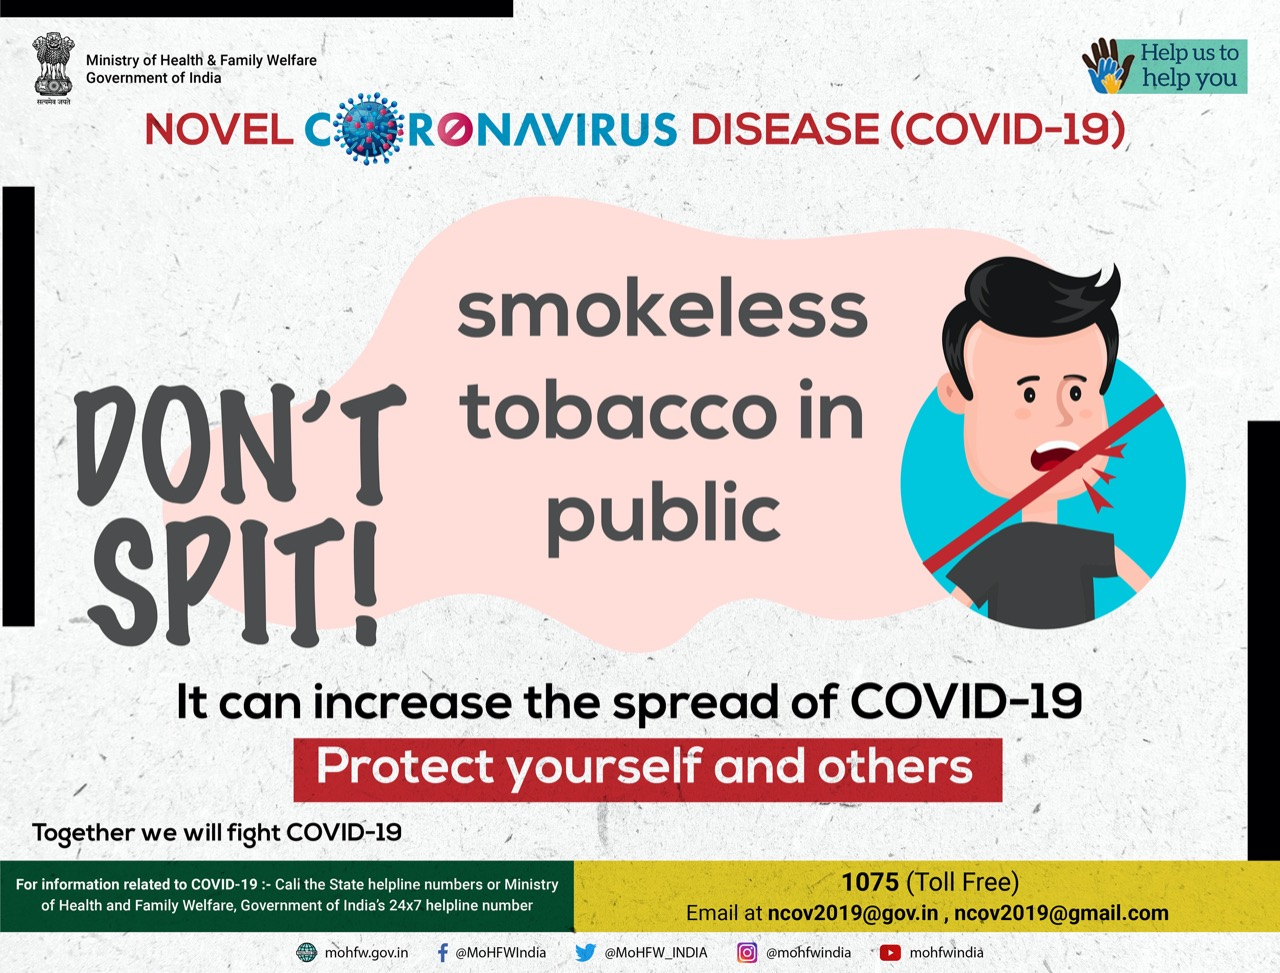 Ministry of Health & Family Welfare
Government of India
सत्यमेव जयते
Help us to
help you
NOVEL CORONAVIRUS DISEASE (COVID-19)
DON'T
SPIT!
smokeless
tobacco in
public
It can increase the spread of COVID-19
Protect yourself and others
Together we will fight COVID-19
For information related to COVID-19 :- Cali the State helpline numbers or Ministry
of Health and Family Welfare, Government of India's 24x7 helpline number
1075 (Toll Free)
Email at ncov2019@gov.in , ncov2019@gmail.com
mohfw.gov.in @MoHFWIndia @MoHFW_INDIA @mohfwindia mohfwindia